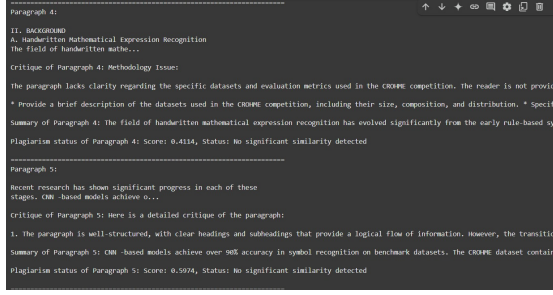 Paragraph 4:
II. BACKGROUND
A. Handwritten Mathematical Expression Recognition
The field of handwritten mathe...
Critique of Paragraph 4: Methodology Issue:
The paragraph lacks clarity regarding the specific datasets and evaluation metrics used in the CROHME competition. The reader is not provi
* Provide a brief description of the datasets used in the CROHME competition, including their size, composition, and distribution. * Specif
Summary of Paragraph 4: The field of handwritten mathematical expression recognition has evolved significantly from the early rule-based sy
Plagiarism status of Paragraph 4: Score: 0.4114, Status: No significant similarity detected
Paragraph 5:
Recent research has shown significant progress in each of these
stages. CNN -based models achieve o...
Critique of Paragraph 5: Here is a detailed critique of the paragraph:
1. The paragraph is well-structured, with clear headings and subheadings that provide a logical flow of information. However, the transitio
Summary of Paragraph 5: CNN -based models achieve over 90% accuracy in symbol recognition on benchmark datasets. The CROHME dataset contain
Plagiarism status of Paragraph 5: Score: 0.5974, Status: No significant similarity detected